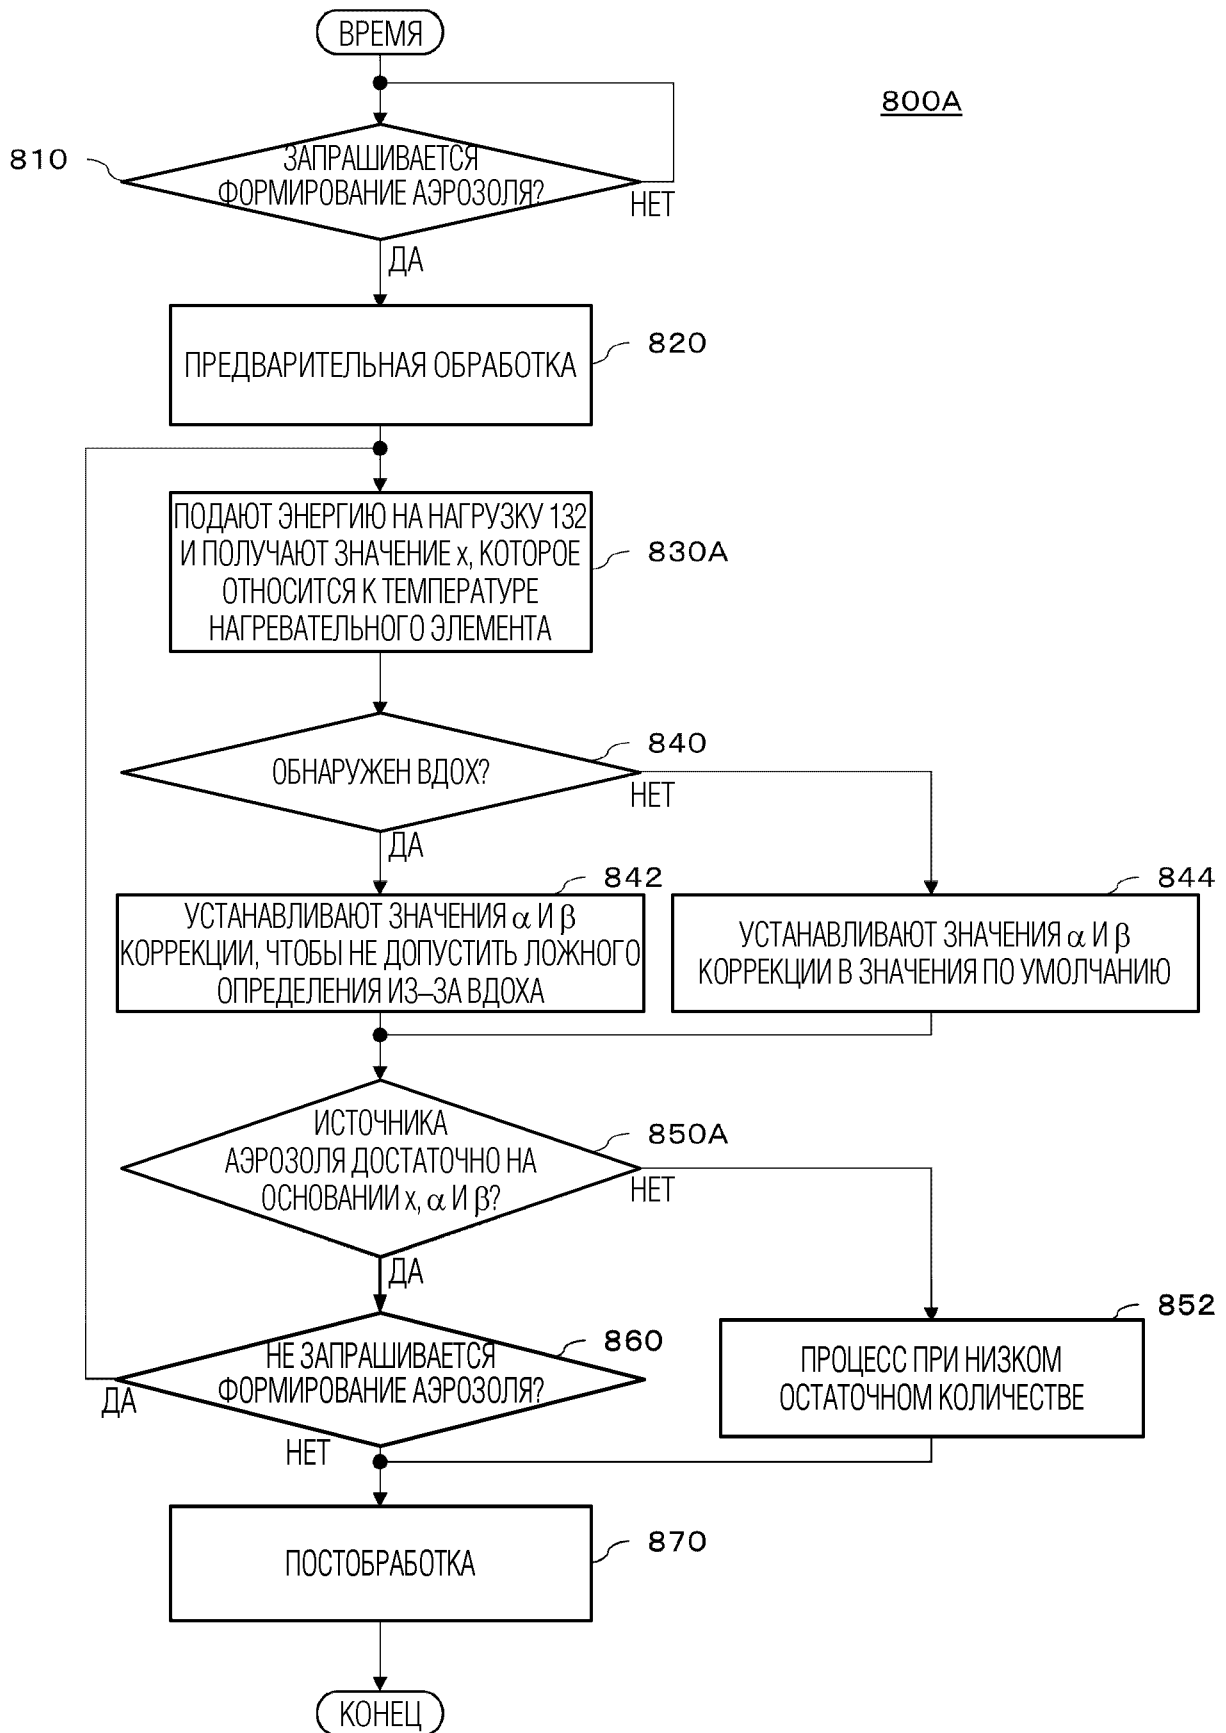 ВРЕМЯ
800A
810
ЗАПРАШИВАЕТСЯ
ФОРМИРОВАНИЕ АЭРОЗОЛЯ?
НЕТ
ДА
820
ПРЕДВАРИТЕЛЬНАЯ ОБРАБОТКА
ПОДАЮТ ЭНЕРГИЮ НА НАГРУЗКУ 132
И ПОЛУЧАЮТ ЗНАЧЕНИЕ x, КОТОРОЕ
ОТНОСИТСЯ К ТЕМПЕРАТУРЕ
НАГРЕВАТЕЛЬНОГО ЭЛЕМЕНТА
830A
840
ОБНАРУЖЕН ВДОХ?
НЕТ
ДА
842
УСТАНАВЛИВАЮТ ЗНАЧЕНИЯ α И β
КОРРЕКЦИИ, ЧТОБЫ НЕ ДОПУСТИТЬ ЛОЖНОГО
ОПРЕДЕЛЕНИЯ ИЗ–ЗА ВДОХА
844
УСТАНАВЛИВАЮТ ЗНАЧЕНИЯ α И β
КОРРЕКЦИИ В ЗНАЧЕНИЯ ПО УМОЛЧАНИЮ
ИСТОЧНИКА
АЭРОЗОЛЯ ДОСТАТОЧНО НА
ОСНОВАНИИ x, α И β?
850A
НЕТ
ДА
860
НЕ ЗАПРАШИВАЕТСЯ
ФОРМИРОВАНИЕ АЭРОЗОЛЯ?
ДА
НЕТ
852
ПРОЦЕСС ПРИ НИЗКОМ
ОСТАТОЧНОМ КОЛИЧЕСТВЕ
870
ПОСТОБРАБОТКА
КОНЕЦ